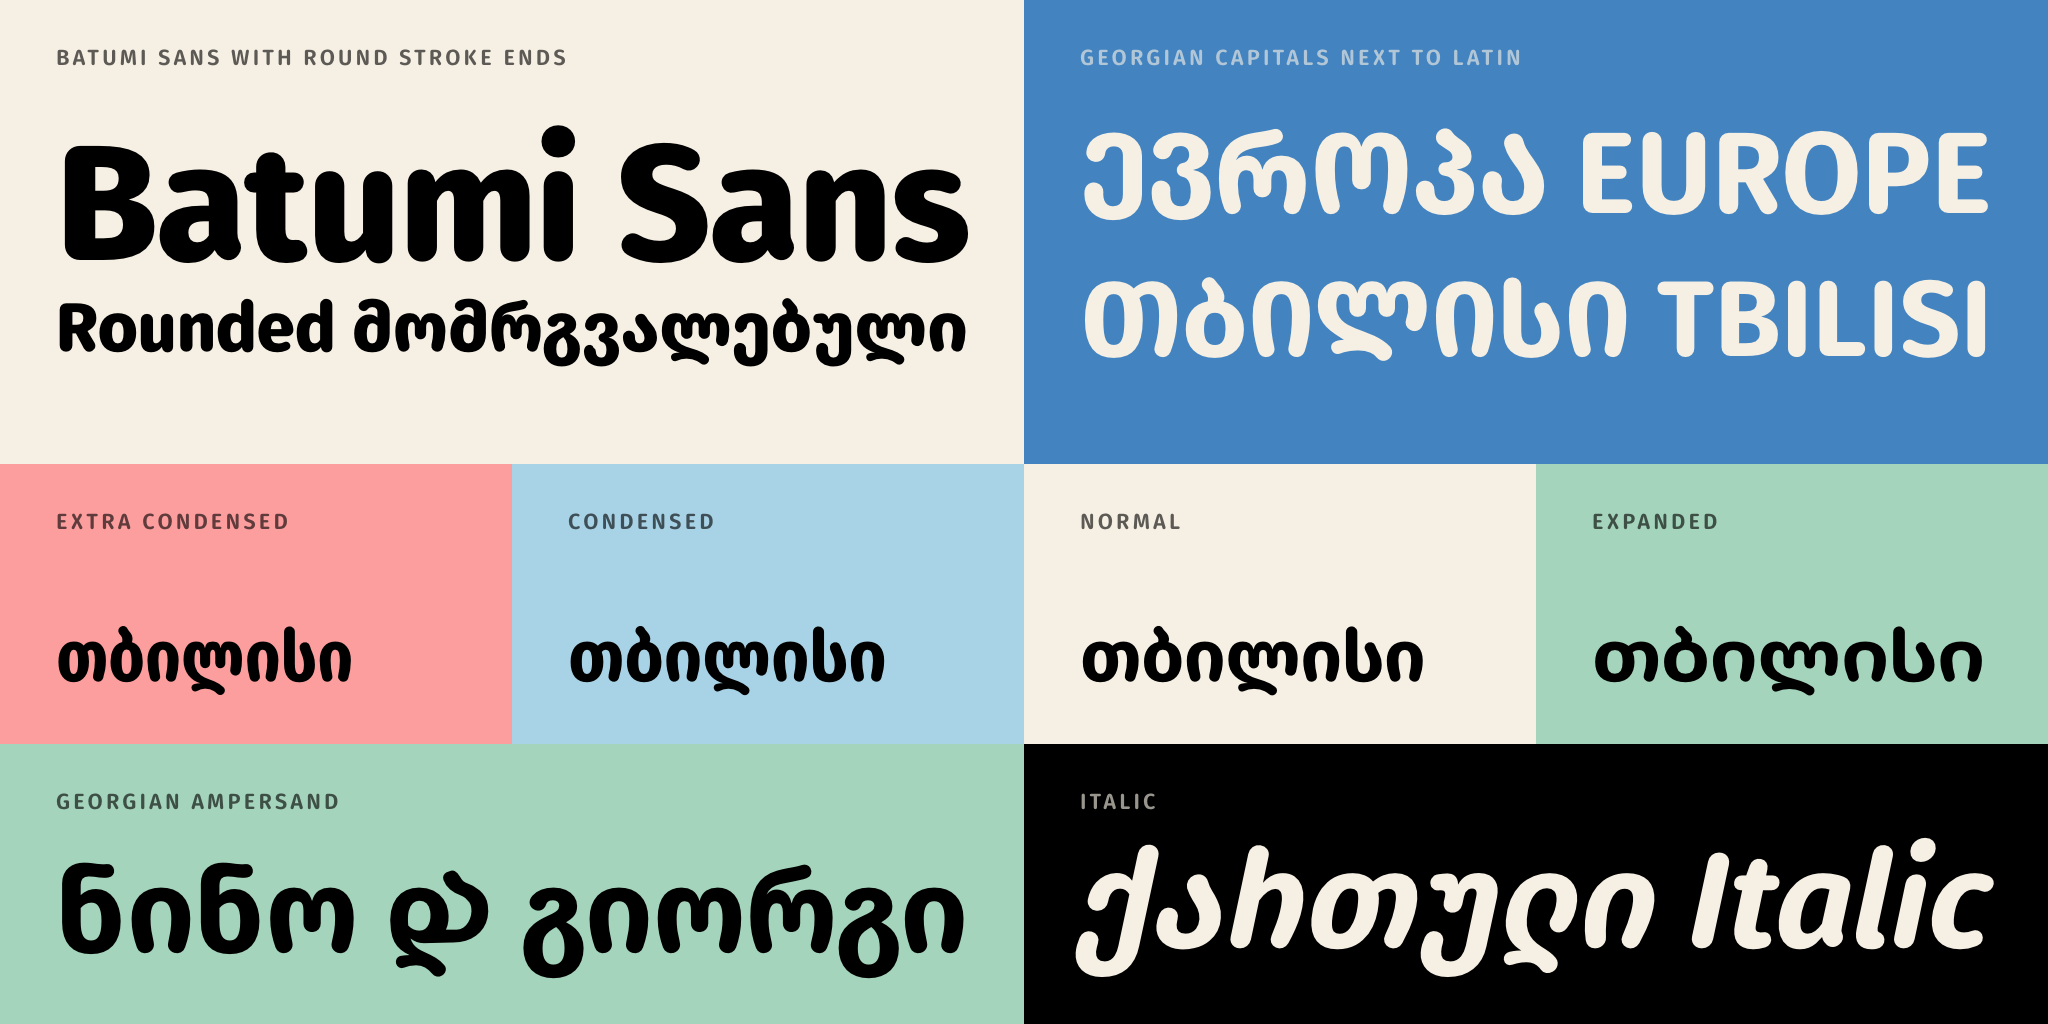 BATUMI SANS WITH ROUND STROKE ENDS
Batumi Sans
Rounded მომრგვალებული
GEORGIAN CAPITALS NEXT TO LATIN
ᲔᲕᲠᲝᲞᲐ EUROPE
ᲗᲑᲘᲚᲘᲡᲘ TBILISI
EXTRA CONDENSED
თბილისი
CONDENSED
თბილისი
NORMAL
თბილისი
EXPANDED
თბილისი
GEORGIAN AMPERSAND
ნინო & გიორგი
ITALIC
ქართული Italic